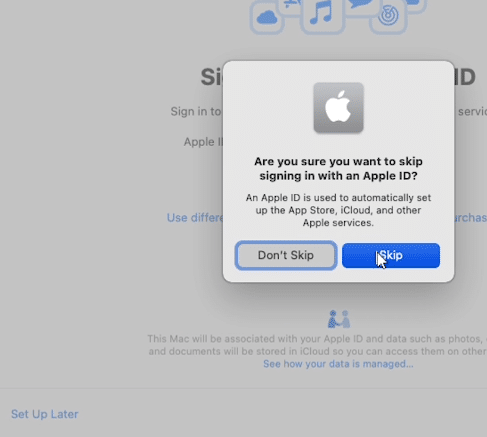 Si
ID
Sign in to
servic
Apple I
Are you sure you want to skip
signing in with an Apple ID?
An Apple ID is used to automatically set
up the App Store, iCloud, and other
Apple services.
Use differe
urchas
Don't Skip
Skip
This Mac will be associated with your Apple ID and data such as photos,
and documents will be stored in iCloud so you can access them on other
See how your data is managed...
Set Up Later